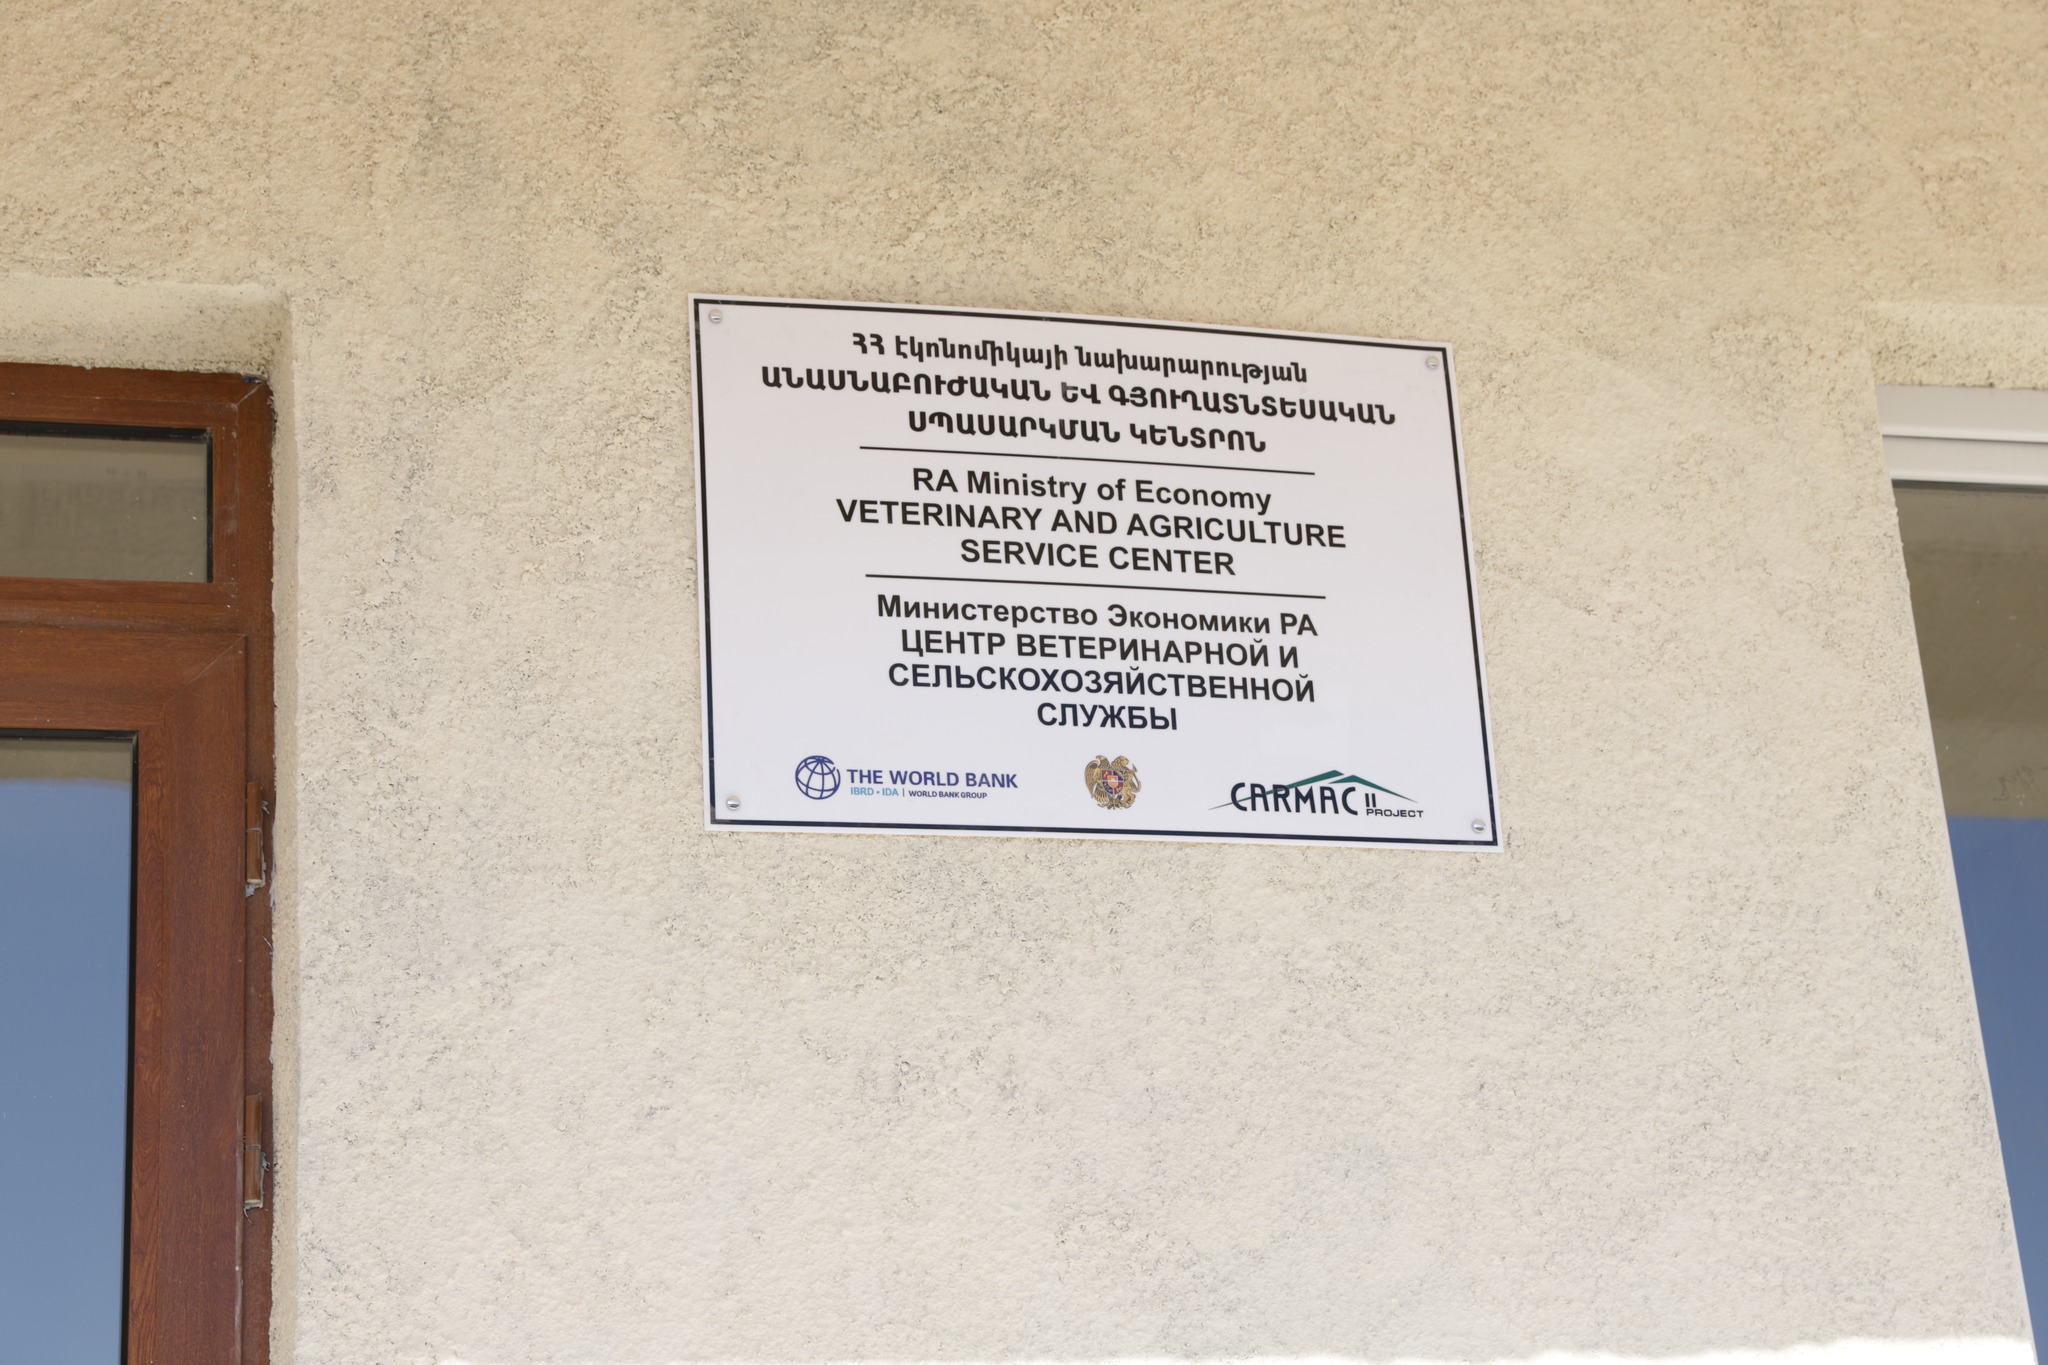 ՀՀ էկոնոմիկայի նախարարության
ԱՆԱՍՆԱԲՈՒԺԱԿԱՆ ԵՎ ԳՅՈՒՂԱՏՆՏԵՍԱԿԱՆ
ՍՊԱՍԱՐԿՄԱՆ ԿԵՆՏՐՈՆ
RA Ministry of Economy
VETERINARY AND AGRICULTURE
SERVICE CENTER
Министерство Экономики РА
ЦЕНТР ВЕТЕРИНАРНОЙ И
СЕЛЬСКОХОЗЯЙСТВЕННОЙ
СЛУЖБЫ
THE WORLD BANK
IBRD • IDA | WORLD BANK GROUP
CARMAC II
PROJECT